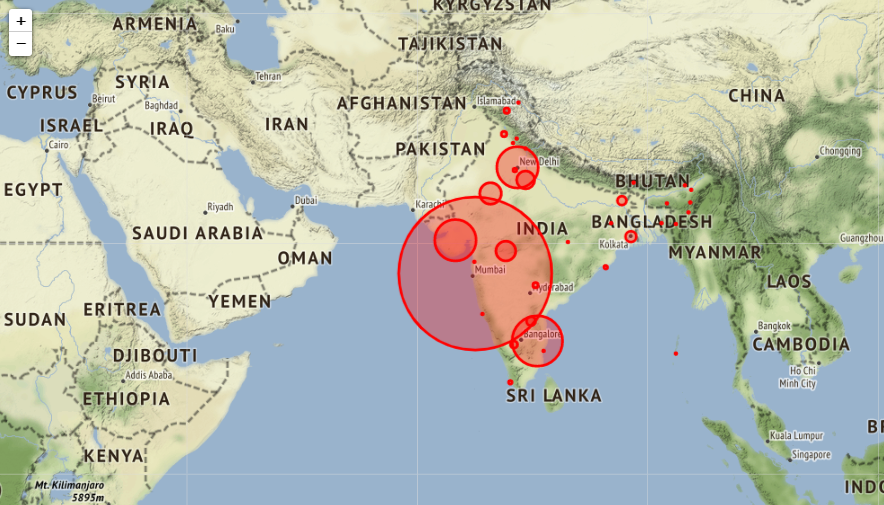 KYRGYZSTAN
+
ARMENIA
Baku
−
TAJIKISTAN
Tehran
SYRIA
CYPRUS
Beirut
Baghdad
AFGHANISTAN
Islamabad
CHINA
ISRAEL
IRAQ
IRAN
Cairo
PAKISTAN
Chongqing
New Delhi
EGYPT
BHUTAN
Riyadh
Dubai
Karachi
SAUDI ARABIA
INDIA
BANGLADESH
Kolkata
Guangzhou
OMAN
MYANMAR
Mumbai
LAOS
YEMEN
Hyderabad
ERITREA
SUDAN
Bangkok
Bangalore
CAMBODIA
DJIBOUTI
Addis Ababa
Ho Chi
Minh City
ETHIOPIA
SRI LANKA
BR
Kuala Lumpur
KENYA
Singapore
Mt. Kilimanjaro
5895m
INDO